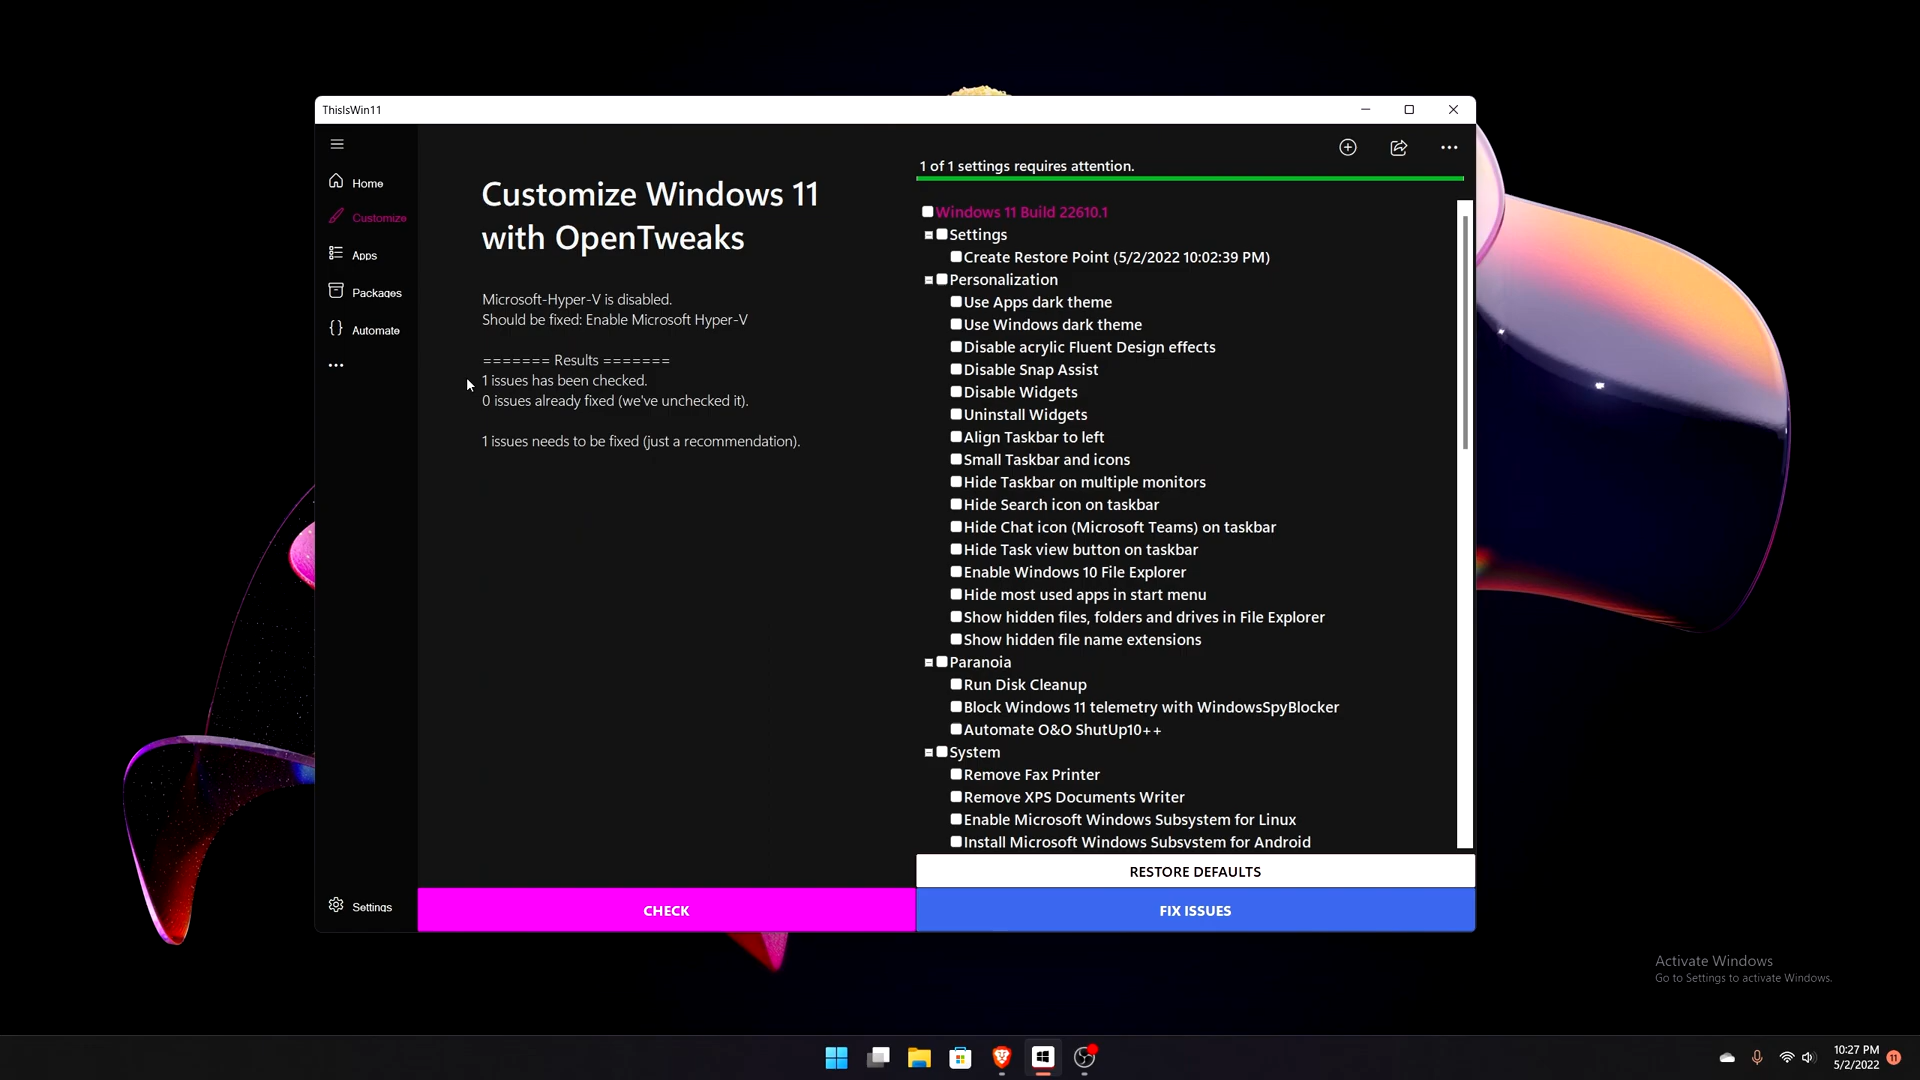 ThisIsWin11
Home
Customize
Apps
Packages
Automate
Settings
Customize Windows 11
with OpenTweaks
Microsoft-Hyper-V is disabled.
Should be fixed: Enable Microsoft Hyper-V
======= Results =======
1 issues has been checked.
0 issues already fixed (we've unchecked it).
1 issues needs to be fixed (just a recommendation).
CHECK
1 of 1 settings requires attention.
Windows 11 Build 22610.1
Settings
Create Restore Point (5/2/2022 10:02:39 PM)
Personalization
Use Apps dark theme
Use Windows dark theme
Disable acrylic Fluent Design effects
Disable Snap Assist
Disable Widgets
Uninstall Widgets
Align Taskbar to left
Small Taskbar and icons
Hide Taskbar on multiple monitors
Hide Search icon on taskbar
Hide Chat icon (Microsoft Teams) on taskbar
Hide Task view button on taskbar
Enable Windows 10 File Explorer
Hide most used apps in start menu
Show hidden files, folders and drives in File Explorer
Show hidden file name extensions
Paranoia
Run Disk Cleanup
Block Windows 11 telemetry with WindowsSpyBlocker
Automate O&O ShutUp10++
System
Remove Fax Printer
Remove XPS Documents Writer
Enable Microsoft Windows Subsystem for Linux
Install Microsoft Windows Subsystem for Android
RESTORE DEFAULTS
FIX ISSUES
Activate Windows
Go to Settings to activate Windows.
10:27 PM
5/2/2022
11